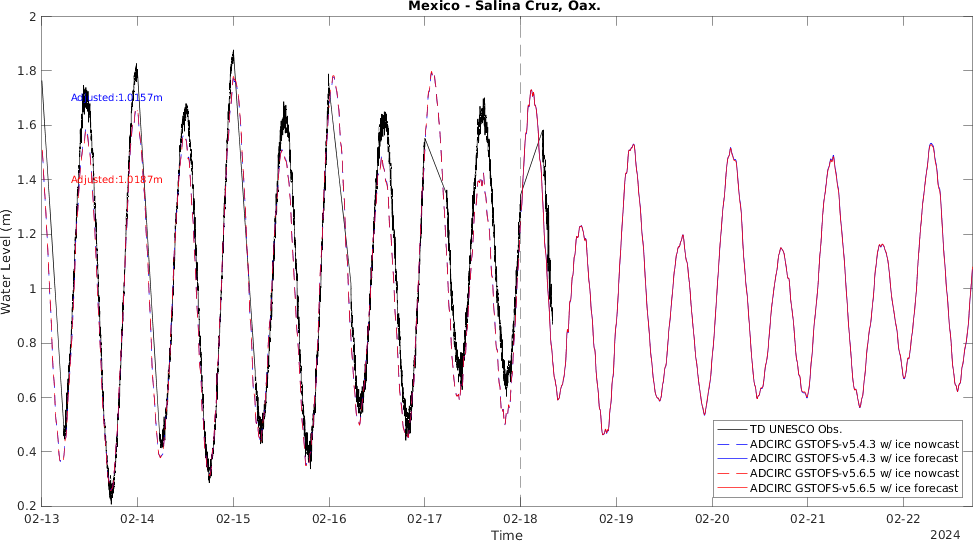 Mexico - Salina Cruz, Oax.
2
1.8
1.6
1.4
1.2
1
0.8
0.6
0.4
0.2
Water Level (m)
Adjusted:1.0157m
Adjusted:1.0187m
TD UNESCO Obs.
ADCIRC GSTOFS-v5.4.3 w/ ice nowcast
ADCIRC GSTOFS-v5.4.3 w/ ice forecast
ADCIRC GSTOFS-v5.6.5 w/ ice nowcast
ADCIRC GSTOFS-v5.6.5 w/ ice forecast
02-13 02-14 02-15 02-16 02-17 02-18 02-19 02-20 02-21 02-22
Time
2024